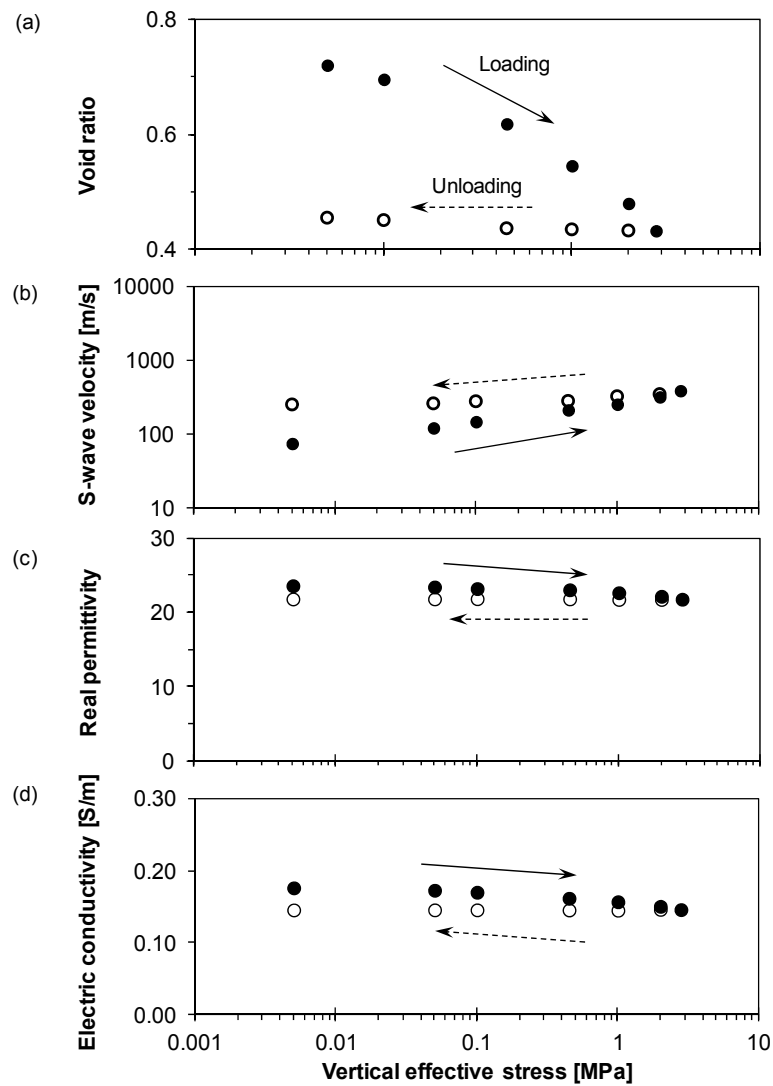 (a)
Void ratio
0.8
0.6
0.4
Loading
Unloading
(b)
S-wave velocity [m/s]
10000
1000
100
10
(c)
Real permittivity
30
20
10
0
(d)
Electric conductivity [S/m]
0.30
0.20
0.10
0.00
0.001 0.01 0.1 1 10
Vertical effective stress [MPa]